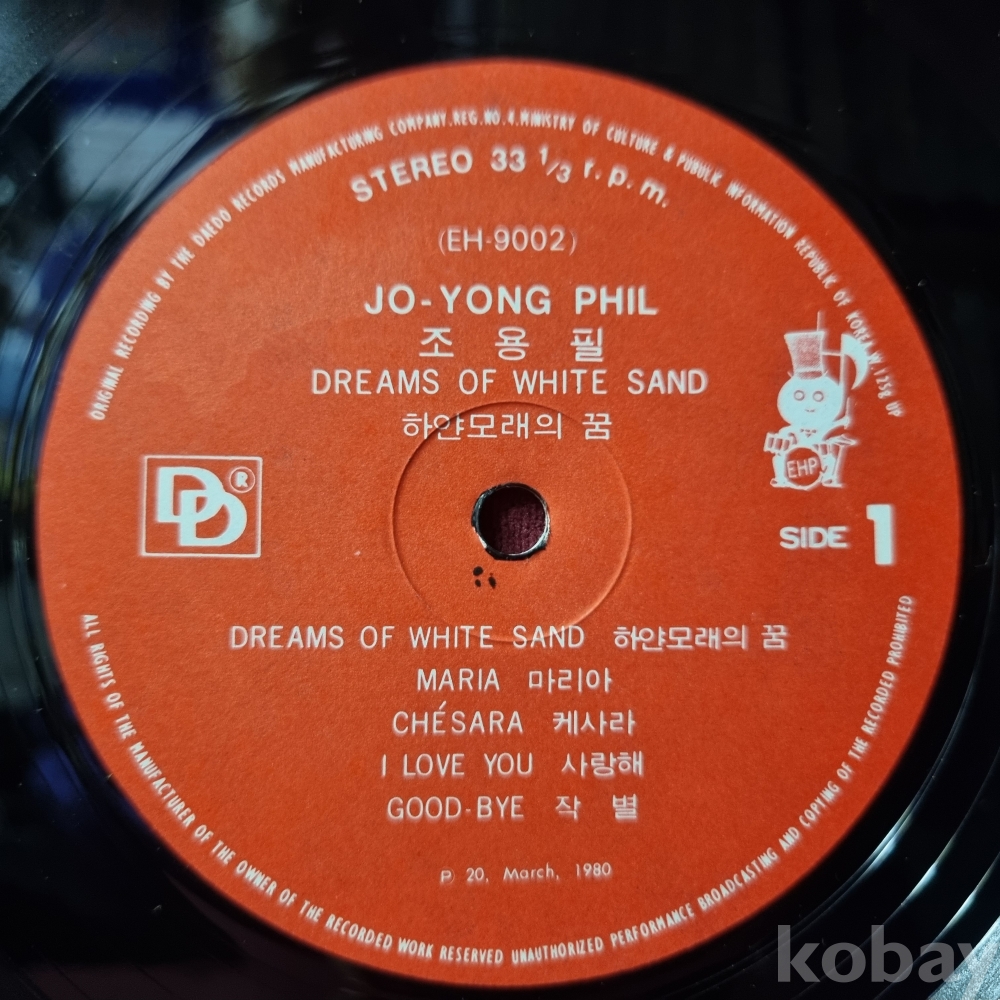 ORIGINAL RECORDING BY THE DAEDO RECORDS MANUFACTURING COMPANY.REG.NO.4.MINISTRY OF CULTURE & PUBULIC INFORMATION REPUBLIC OF KOREA W.1258 UP
STEREO 33 1/3 r.p.m.
(EH-9002)
JO-YONG PHIL
조 용 필
DREAMS OF WHITE SAND
하얀모래의 꿈
DD®
EHP
SIDE 1
DREAMS OF WHITE SAND 하얀모래의 꿈
MARIA 마리아
CHÉSARA 케사라
I LOVE YOU 사랑해
GOOD-BYE 작 별
P 20, March, 1980
ALL RIGHTS OF THE MANUFACTURER OF THE OWNER OF THE RECORDED WORK RESERVED UNAUTHORIZED PERFORMANCE BROADCASTING AND COPYING OF THE RECORDED PROHIBITED
kobay